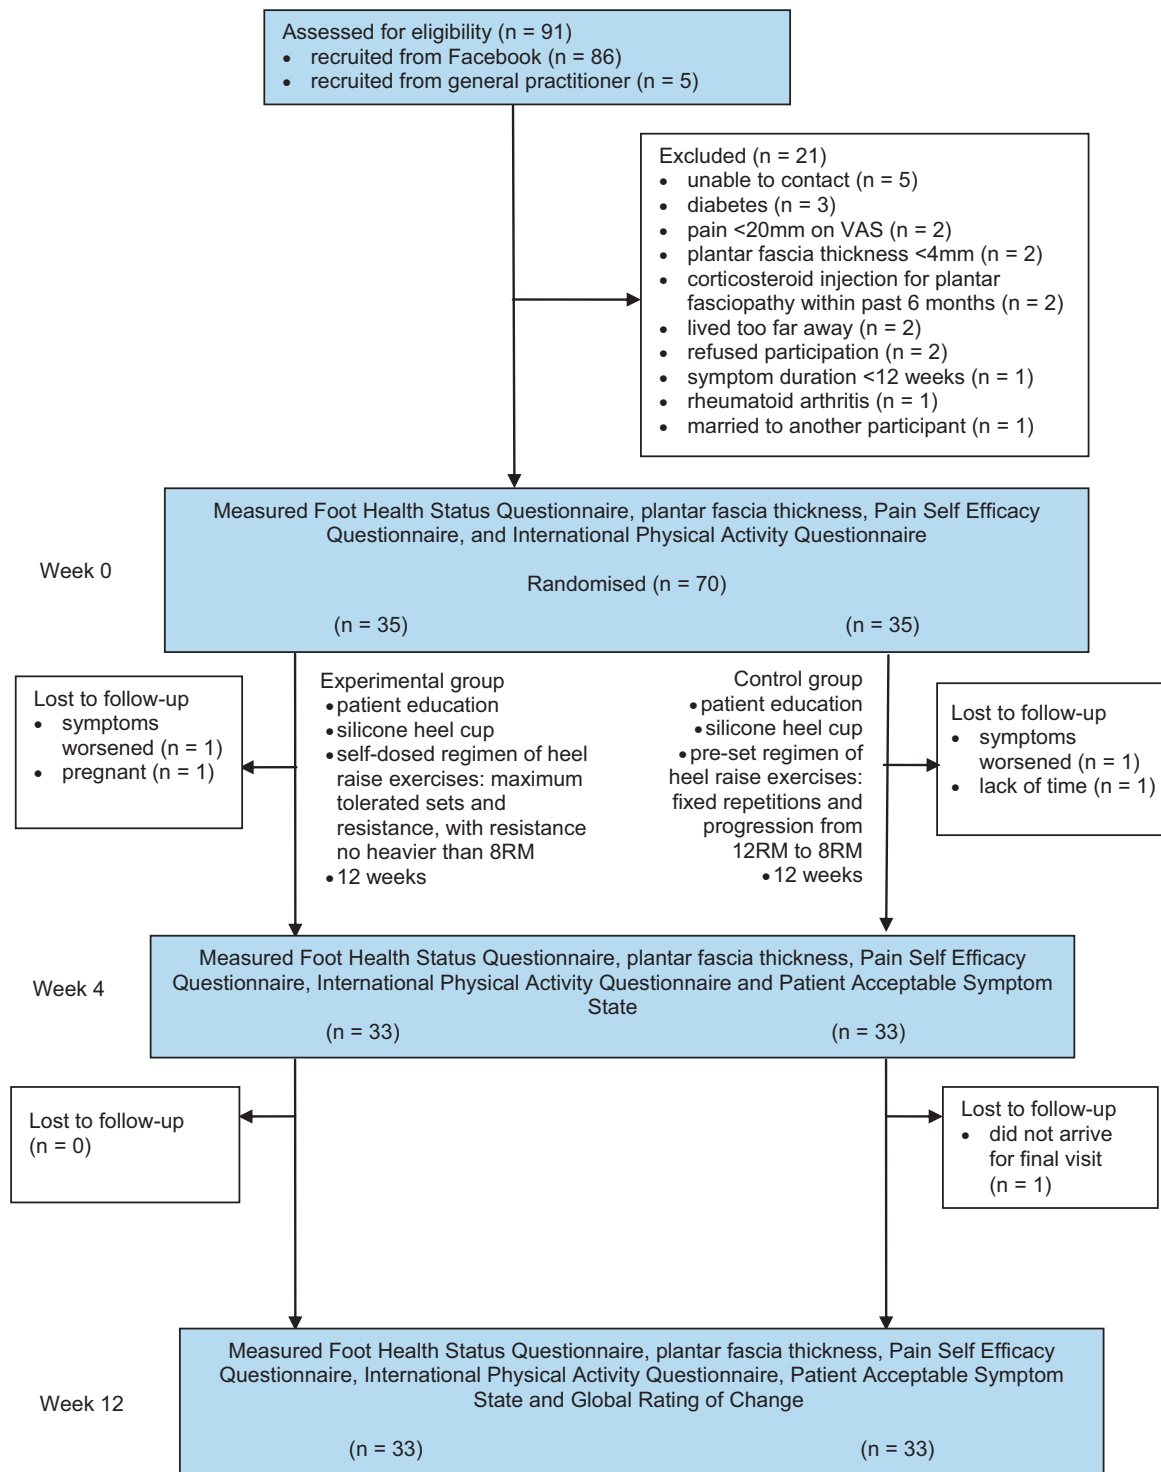 Assessed for eligibility (n = 91)
• recruited from Facebook (n = 86)
• recruited from general practitioner (n = 5)
Excluded (n = 21)
• unable to contact (n = 5)
• diabetes (n = 3)
• pain <20mm on VAS (n = 2)
• plantar fascia thickness <4mm (n = 2)
• corticosteroid injection for plantar
fasciopathy within past 6 months (n = 2)
• lived too far away (n = 2)
• refused participation (n = 2)
• symptom duration <12 weeks (n = 1)
• rheumatoid arthritis (n = 1)
• married to another participant (n = 1)
Week 0
Measured Foot Health Status Questionnaire, plantar fascia thickness, Pain Self Efficacy
Questionnaire, and International Physical Activity Questionnaire
Randomised (n = 70)
(n = 35)
(n = 35)
Lost to follow-up
• symptoms
worsened (n = 1)
• pregnant (n = 1)
Experimental group
• patient education
• silicone heel cup
• self-dosed regimen of heel
raise exercises: maximum
tolerated sets and
resistance, with resistance
no heavier than 8RM
• 12 weeks
Control group
• patient education
• silicone heel cup
• pre-set regimen of
heel raise exercises:
fixed repetitions and
progression from
12RM to 8RM
• 12 weeks
Lost to follow-up
• symptoms
worsened (n = 1)
• lack of time (n = 1)
Week 4
Measured Foot Health Status Questionnaire, plantar fascia thickness, Pain Self Efficacy
Questionnaire, International Physical Activity Questionnaire and Patient Acceptable Symptom
State
(n = 33)
(n = 33)
Lost to follow-up
(n = 0)
Lost to follow-up
• did not arrive
for final visit
(n = 1)
Week 12
Measured Foot Health Status Questionnaire, plantar fascia thickness, Pain Self Efficacy
Questionnaire, International Physical Activity Questionnaire, Patient Acceptable Symptom
State and Global Rating of Change
(n = 33)
(n = 33)